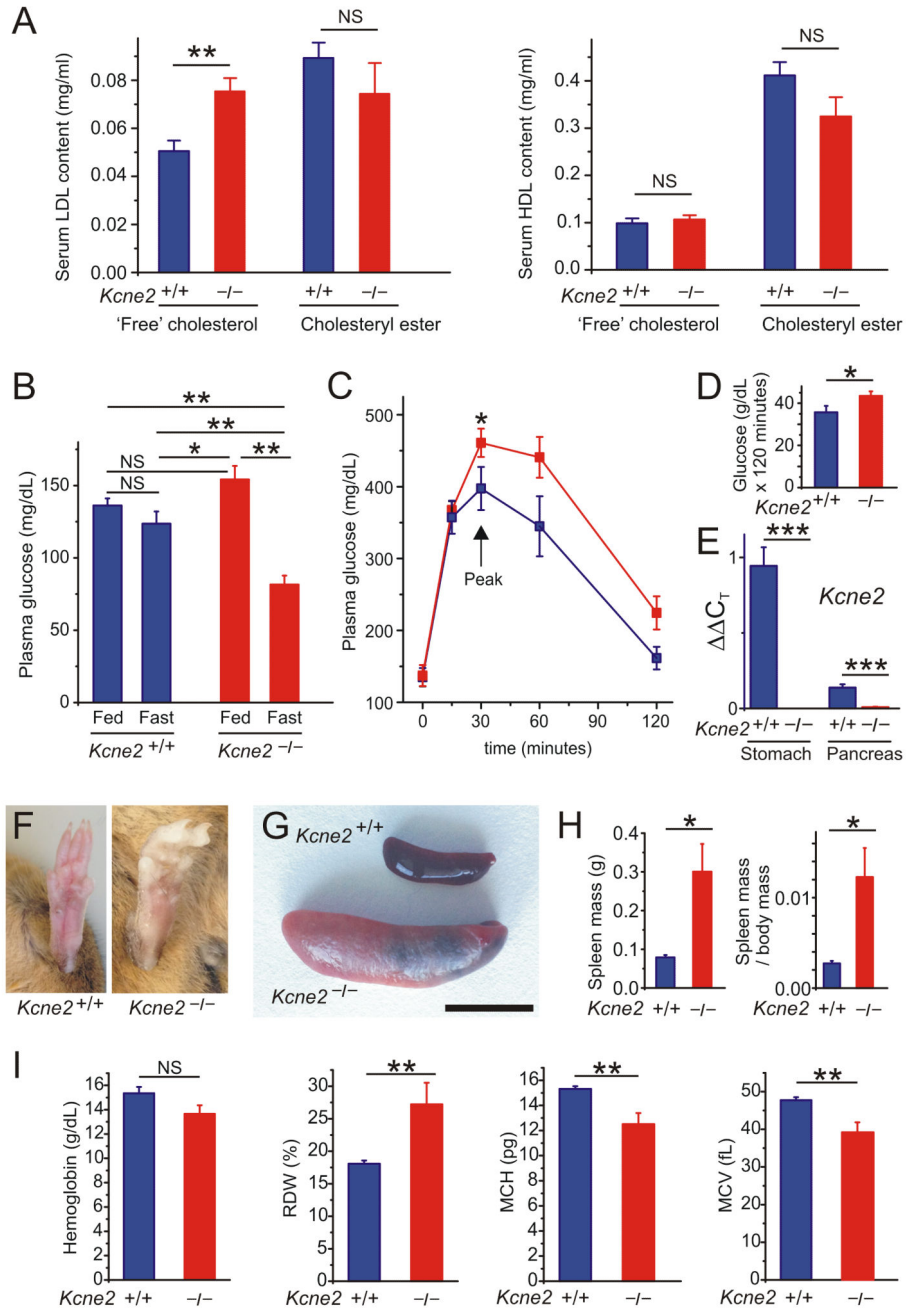 A
Serum LDL content (mg/ml)
0.08
0.06
0.04
0.02
0.00
**
NS
Kcne2 +/+ –/– +/+ –/–
'Free' cholesterol Cholesteryl ester
Serum HDL content (mg/ml)
0.4
0.3
0.2
0.1
0.0
NS
NS
Kcne2 +/+ –/– +/+ –/–
'Free' cholesterol Cholesteryl ester
B
Plasma glucose (mg/dL)
150
100
50
0
**
**
* **
NS
NS
Fed Fast Fed Fast
Kcne2 +/+ Kcne2 –/–
C
Plasma glucose (mg/dL)
500
400
300
200
100
*
Peak
0 30 60 90 120
time (minutes)
D
Glucose (g/dL
x 120 minutes)
40
20
0
*
Kcne2 +/+ –/–
E
ΔΔCT
1
0
***
Kcne2
***
Kcne2 +/+ –/– +/+ –/–
Stomach Pancreas
F
Kcne2 +/+ Kcne2 –/–
G
Kcne2 +/+
Kcne2 –/–
H
Spleen mass (g)
0.4
0.3
0.2
0.1
0.0
*
Kcne2 +/+ –/–
Spleen mass
/ body mass
0.01
0.00
*
Kcne2 +/+ –/–
I
Hemoglobin (g/dL)
16
14
12
10
8
6
4
2
0
NS
Kcne2 +/+ –/–
RDW (%)
30
25
20
15
10
5
0
**
Kcne2 +/+ –/–
MCH (pg)
16
14
12
10
8
6
4
2
0
**
Kcne2 +/+ –/–
MCV (fL)
50
40
30
20
10
0
**
Kcne2 +/+ –/–